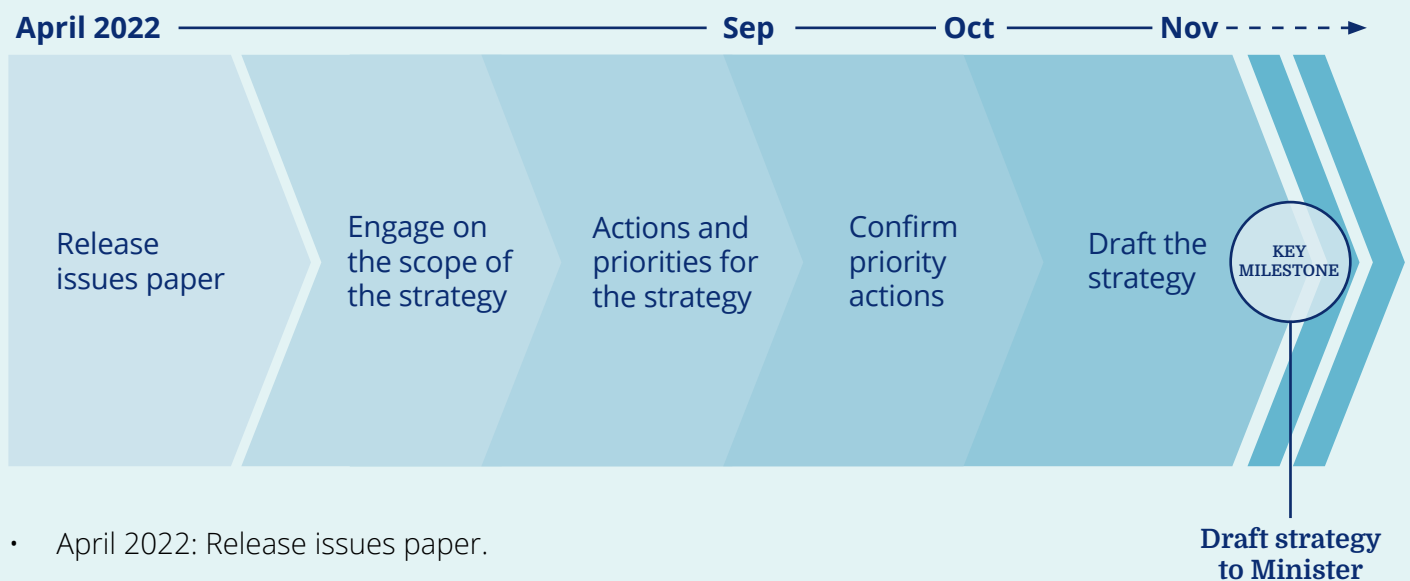 April 2022 Sep Oct Nov
Release
issues paper
Engage on
the scope of
the strategy
Actions and
priorities for
the strategy
Confirm
priority
actions
Draft the
strategy
KEY
MILESTONE
Draft strategy
to Minister
• April 2022: Release issues paper.